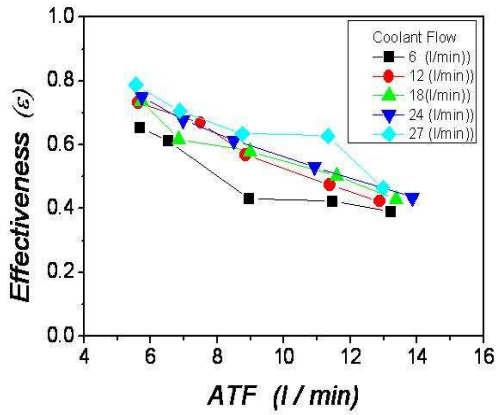 1.0
0.8
0.6
0.4
0.2
0.0
Effectiveness (ε)
Coolant Flow
6 (l/min))
12 (l/min))
18(l/min))
24 (l/min))
27 (l/min))
4 6 8 10 12 14 16
ATF (l / min)